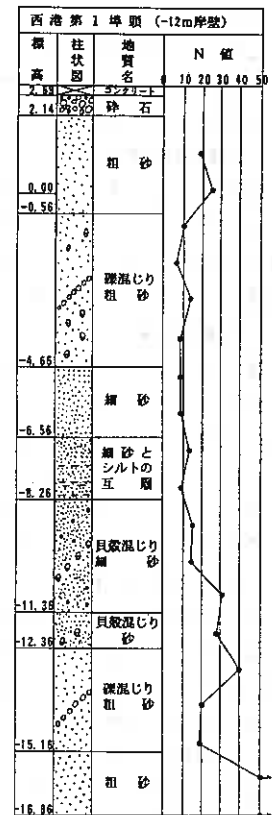 西港第1埠頭 (-12m岸壁)
標高 柱状図 地質名 N 値
0 10 20 30 40 50
2.69 コンクリート
2.14 砕石
粗砂
0.00
-0.56
礫混じり
粗砂
-4.65
細砂
-6.56
細砂と
シルトの
互層
-8.26
貝殻混じり
細砂
-11.36
貝殻混じり
砂
-12.36
礫混じり
粗砂
-15.16
粗砂
-16.86